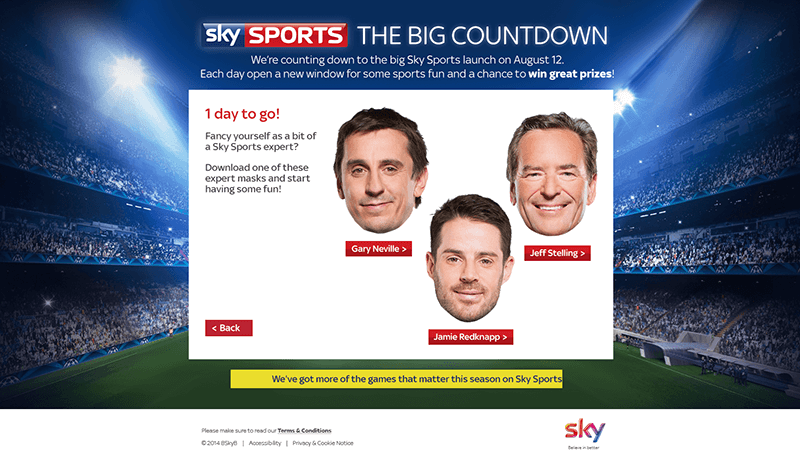 sky SPORTS THE BIG COUNTDOWN
We're counting down to the big Sky Sports launch on August 12.
Each day open a new window for some sports fun and a chance to win great prizes!
1 day to go!
Fancy yourself as a bit of
a Sky Sports expert?
Download one of these
expert masks and start
having some fun!
Gary Neville >
Jeff Stelling >
Jamie Redknapp >
< Back
We've got more of the games that matter this season on Sky Sports
Please make sure to read our Terms & Conditions
© 2014 BSkyB | Accessibility | Privacy & Cookie Notice
sky
Believe in better